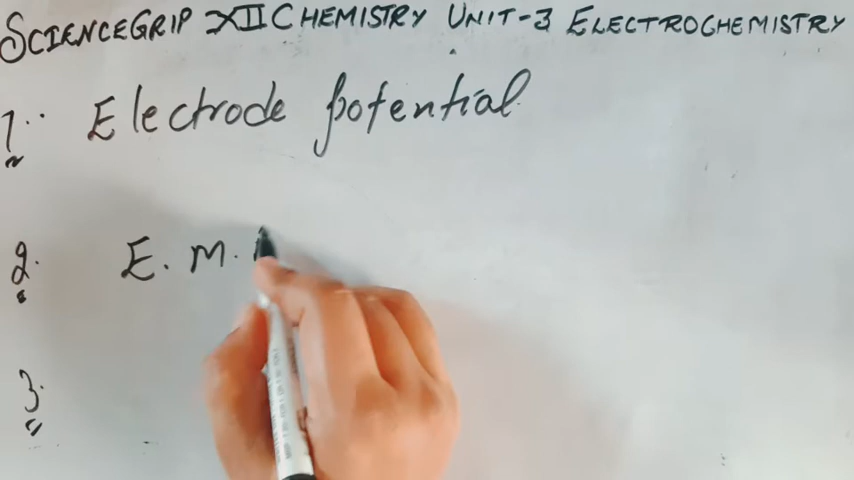 SCIENCEGRIP XII CHEMISTRY UNIT-3 ELECTROCHEMISTRY
1. Electrode potential
2. E. M.
3.